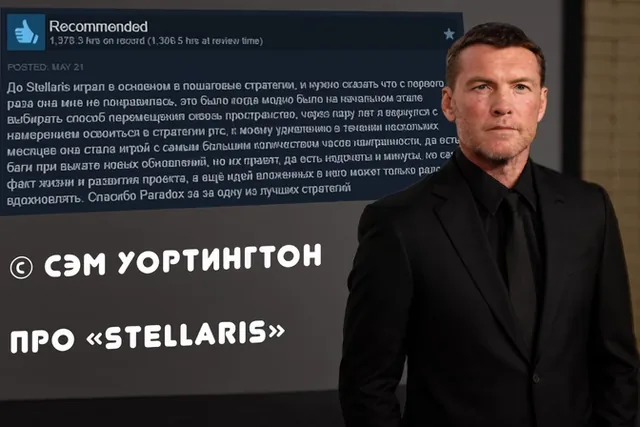 Recommended
1,378.3 hrs on record (1,306.5 hrs at review time)
POSTED: MAY 21
До Stellaris играл в основном в пошаговые стратегии, и нужно сказать что с первого
раза она мне не понравилась, это было когда модно было на начальном этапе
выбирать способ перемещения сквозь пространство, через пару лет я вернулся с
намерением освоиться в стратегии ртс, к моему удивлению в течении нескольких
месяцев она стала игрой с самым большим количеством часов наигранности, да есть
баги при выкате новых обновлений, но их правят, да есть недочеты и минусы, но сам
факт жизни и развития проекта, а ещё идей вложенных в него может только
вдохновлять. Спасибо Paradox за за одну из лучших стратегий
© СЭМ УОРТИНГТОН
ПРО «STELLARIS»